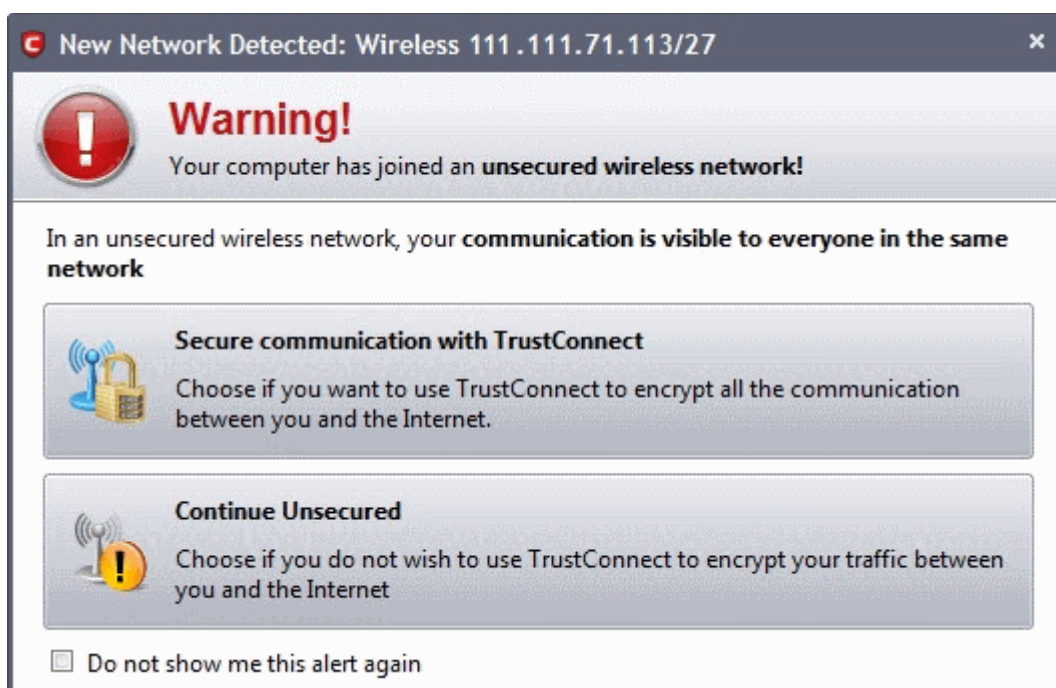 New Network Detected: Wireless 111.111.71.113/27
Warning!
Your computer has joined an unsecured wireless network!
In an unsecured wireless network, your communication is visible to everyone in the same
network
Secure communication with TrustConnect
Choose if you want to use TrustConnect to encrypt all the communication
between you and the Internet.
Continue Unsecured
Choose if you do not wish to use TrustConnect to encrypt your traffic between
you and the Internet
Do not show me this alert again